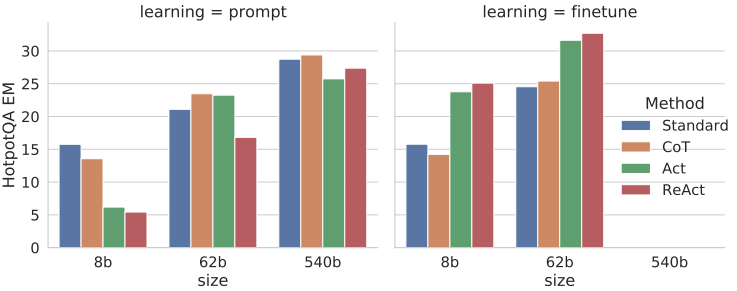 learning = prompt
learning = finetune
HotpotQA EM
30
25
20
15
10
5
0
8b
62b
540b
size
8b
62b
540b
size
Method
Standard
CoT
Act
ReAct